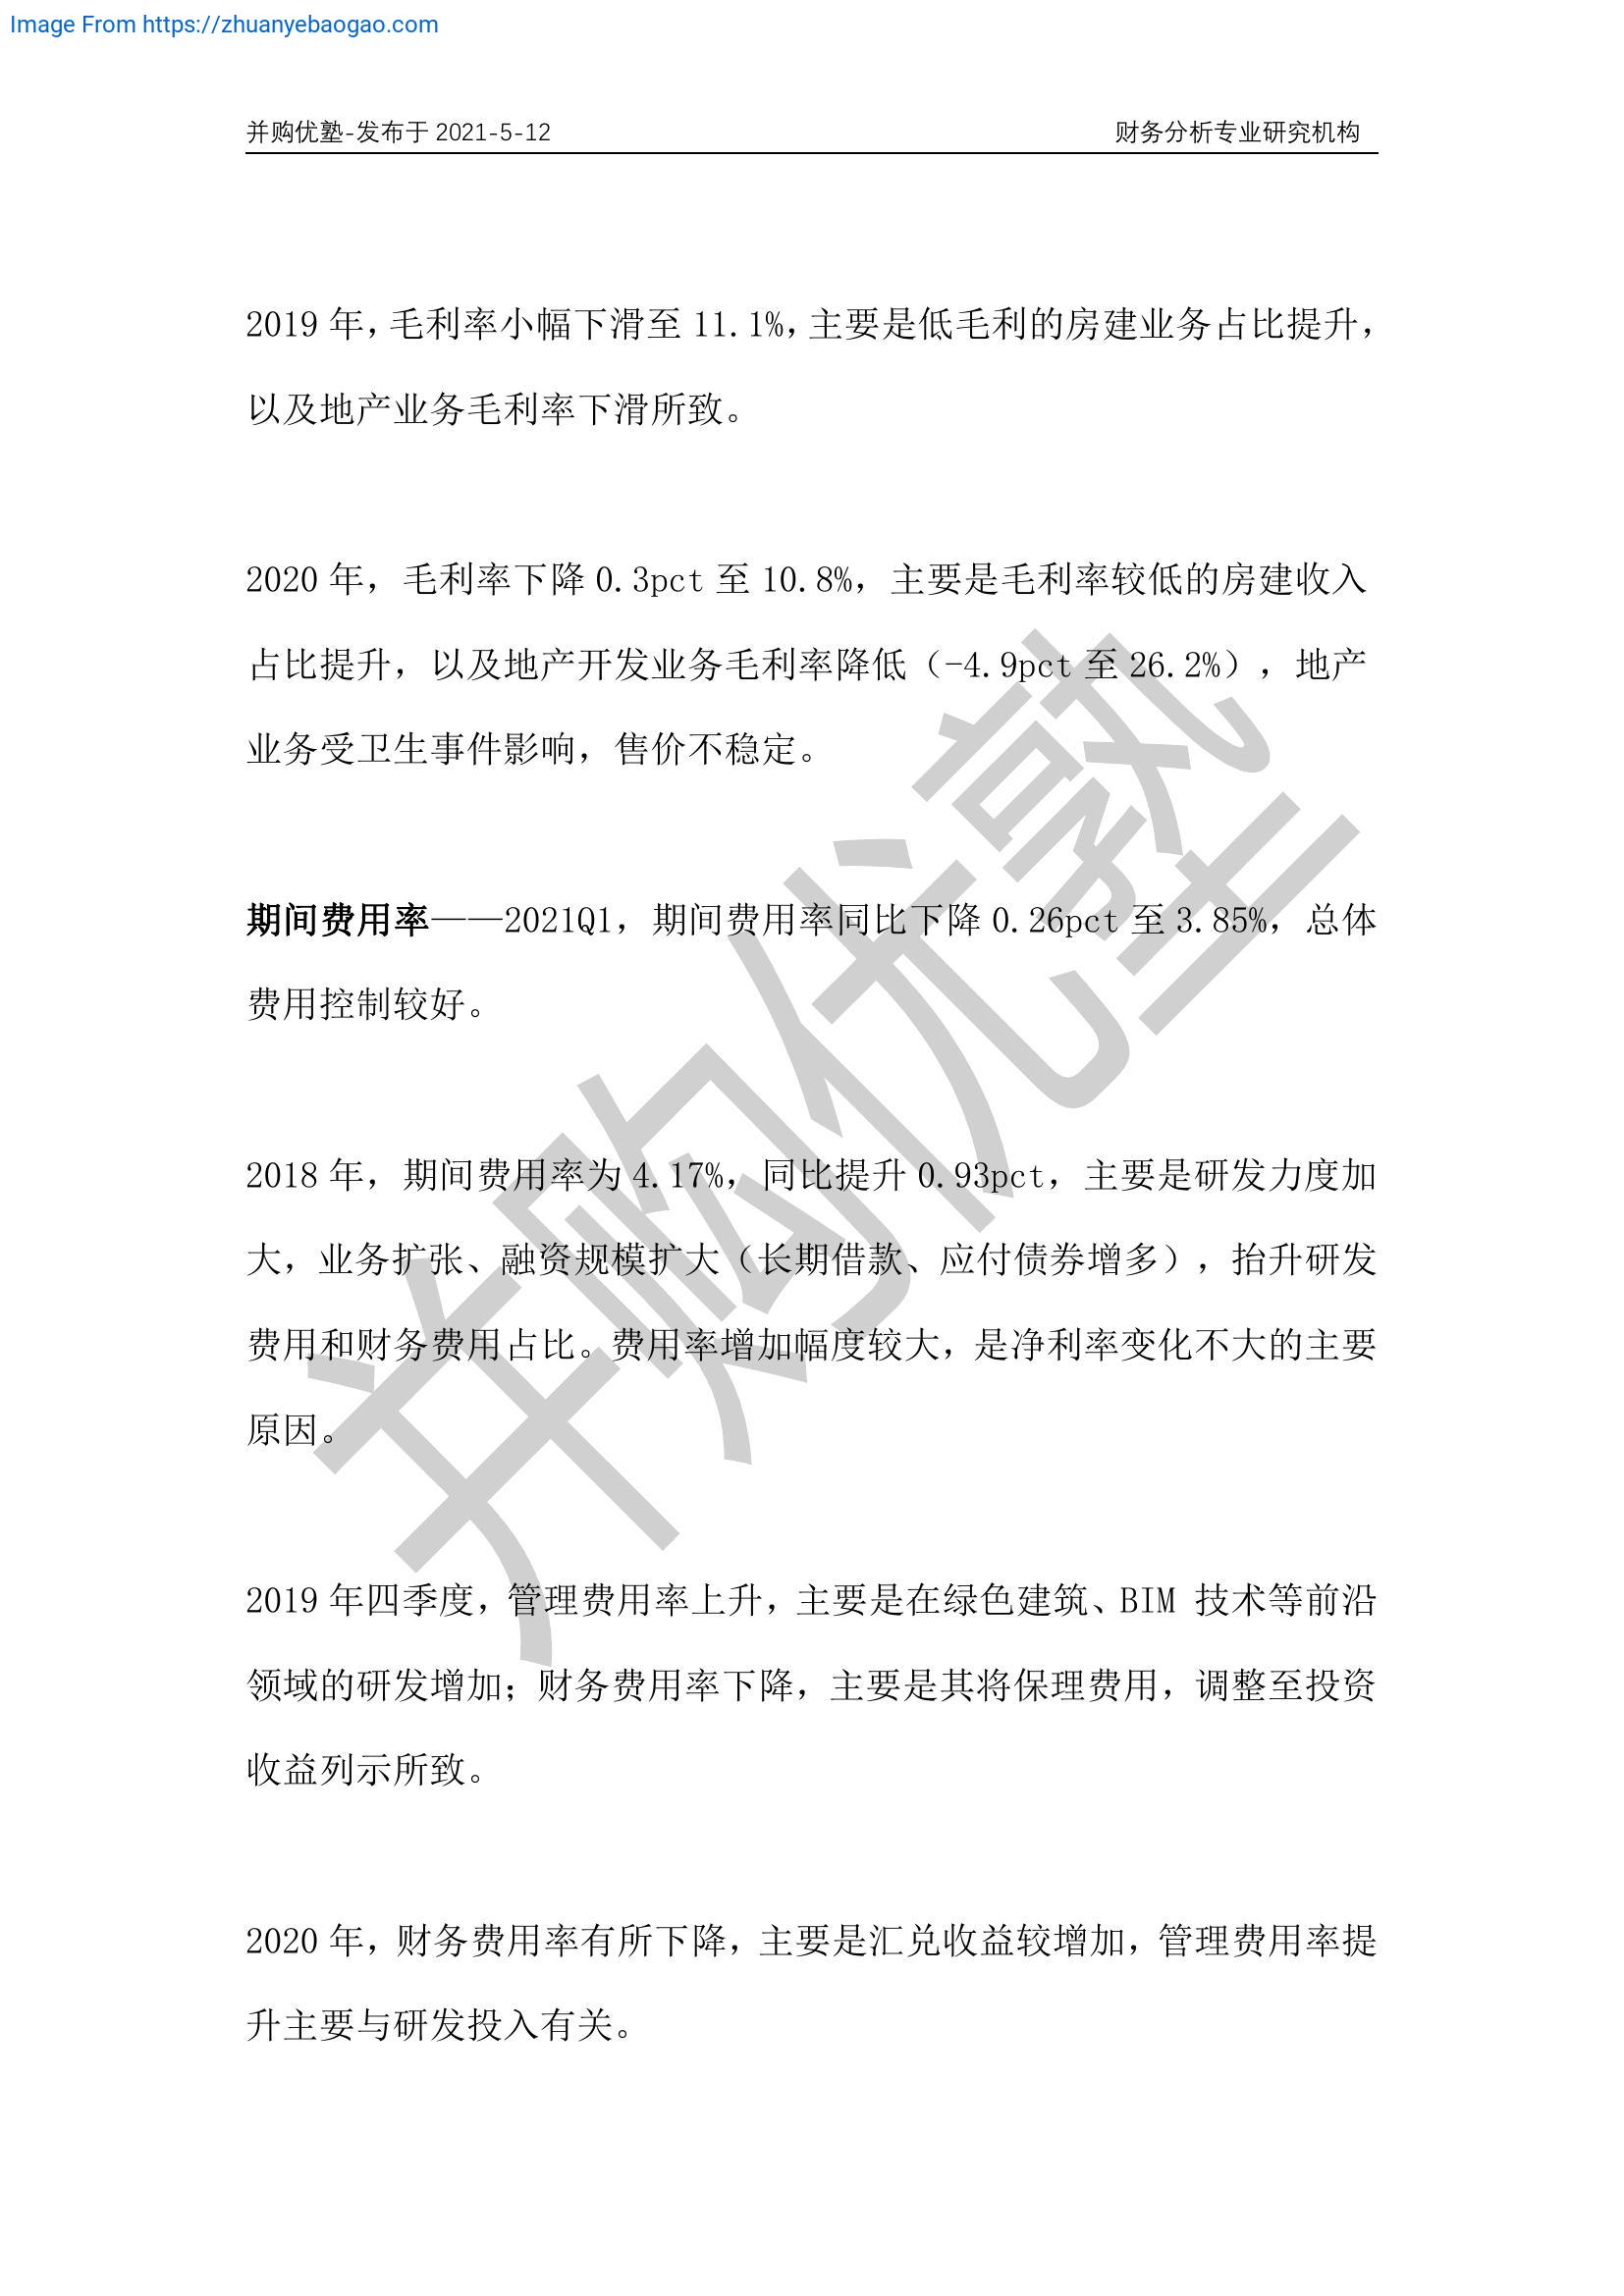 Image From https://zhuanyebaogao.com
并购优塾-发布于 2021-5-12 财务分析专业研究机构
2019 年，毛利率小幅下滑至 11.1%，主要是低毛利的房建业务占比提升，
以及地产业务毛利率下滑所致。
2020 年，毛利率下降 0.3pct 至 10.8%，主要是毛利率较低的房建收入
占比提升，以及地产开发业务毛利率降低（-4.9pct 至 26.2%），地产
业务受卫生事件影响，售价不稳定。
期间费用率——2021Q1，期间费用率同比下降 0.26pct 至 3.85%，总体
费用控制较好。
2018 年，期间费用率为 4.17%，同比提升 0.93pct，主要是研发力度加
大，业务扩张、融资规模扩大（长期借款、应付债券增多），抬升研发
费用和财务费用占比。费用率增加幅度较大，是净利率变化不大的主要
原因。
2019 年四季度，管理费用率上升，主要是在绿色建筑、BIM 技术等前沿
领域的研发增加；财务费用率下降，主要是其将保理费用，调整至投资
收益列示所致。
2020 年，财务费用率有所下降，主要是汇兑收益较增加，管理费用率提
升主要与研发投入有关。
并购优塾